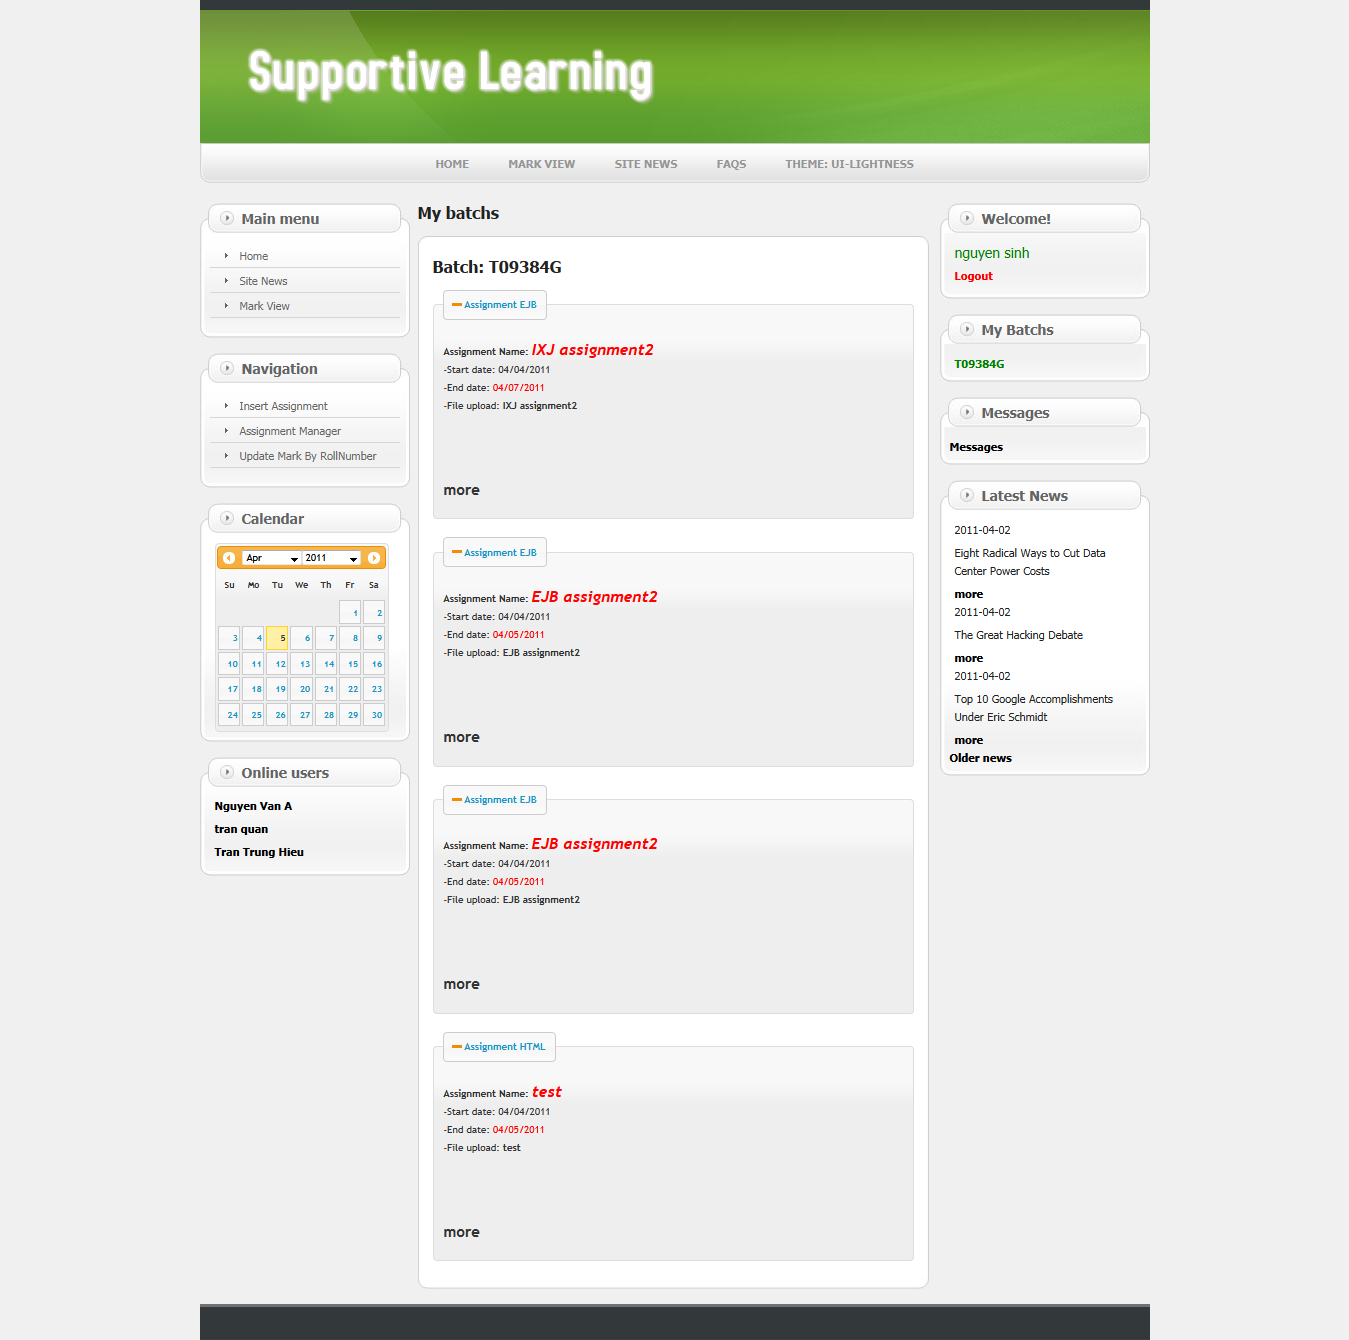 Supportive Learning
HOME MARK VIEW SITE NEWS FAQS THEME: UI-LIGHTNESS
Main menu
Home
Site News
Mark View
Navigation
Insert Assignment
Assignment Manager
Update Mark By RollNumber
Calendar
Apr 2011
Su Mo Tu We Th Fr Sa
1 2
3 4 5 6 7 8 9
10 11 12 13 14 15 16
17 18 19 20 21 22 23
24 25 26 27 28 29 30
Online users
Nguyen Van A
tran quan
Tran Trung Hieu
My batchs
Batch: T09384G
Assignment EJB
Assignment Name: IXJ assignment2
-Start date: 04/04/2011
-End date: 04/07/2011
-File upload: IXJ assignment2
more
Assignment EJB
Assignment Name: EJB assignment2
-Start date: 04/04/2011
-End date: 04/05/2011
-File upload: EJB assignment2
more
Assignment EJB
Assignment Name: EJB assignment2
-Start date: 04/04/2011
-End date: 04/05/2011
-File upload: EJB assignment2
more
Assignment HTML
Assignment Name: test
-Start date: 04/04/2011
-End date: 04/05/2011
-File upload: test
more
Welcome!
nguyen sinh
Logout
My Batchs
T09384G
Messages
Messages
Latest News
2011-04-02
Eight Radical Ways to Cut Data
Center Power Costs
more
2011-04-02
The Great Hacking Debate
more
2011-04-02
Top 10 Google Accomplishments
Under Eric Schmidt
more
Older news